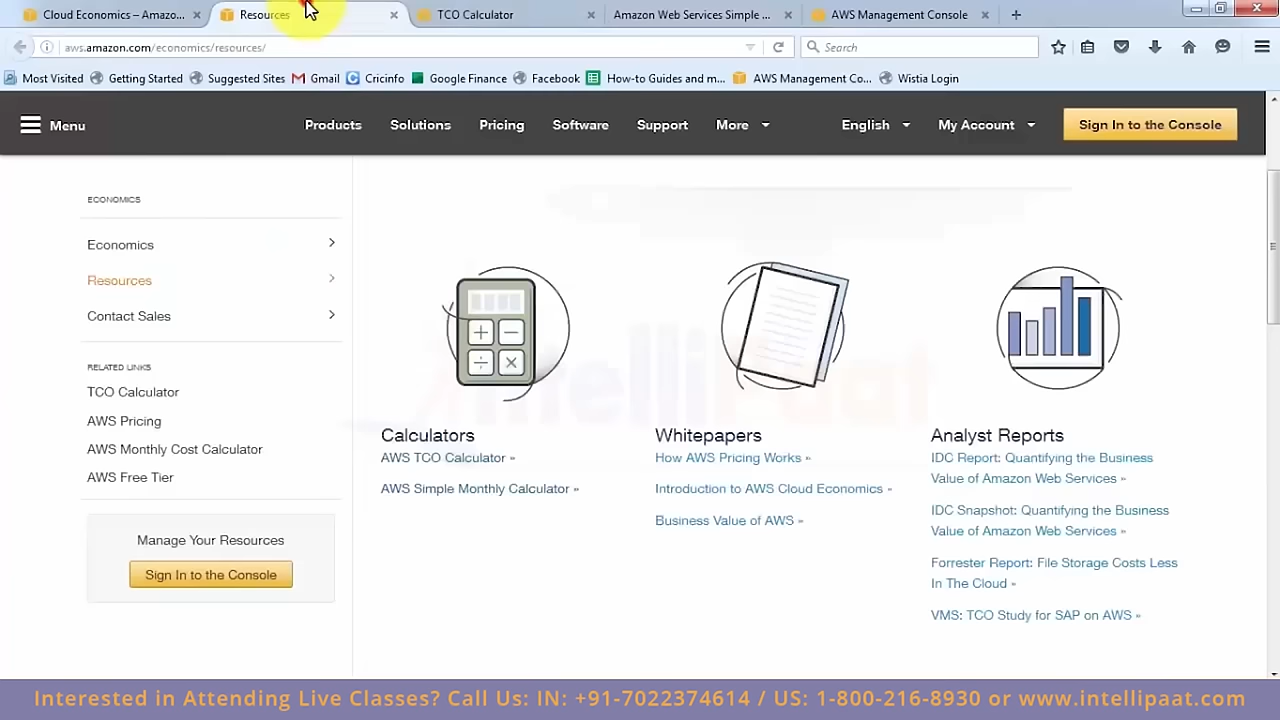 Cloud Economics – Amazo...
Resources
TCO Calculator
Amazon Web Services Simple ...
AWS Management Console
aws.amazon.com/economics/resources/
Search
Most Visited
Getting Started
Suggested Sites
Gmail
Cricinfo
Google Finance
Facebook
How-to Guides and m...
AWS Management Co...
Wistia Login
Menu
Products
Solutions
Pricing
Software
Support
More
English
My Account
Sign In to the Console
ECONOMICS
Economics
Resources
Contact Sales
RELATED LINKS
TCO Calculator
AWS Pricing
AWS Monthly Cost Calculator
AWS Free Tier
Manage Your Resources
Sign In to the Console
Calculators
AWS TCO Calculator »
AWS Simple Monthly Calculator »
Whitepapers
How AWS Pricing Works »
Introduction to AWS Cloud Economics »
Business Value of AWS »
Analyst Reports
IDC Report: Quantifying the Business
Value of Amazon Web Services »
IDC Snapshot: Quantifying the Business
Value of Amazon Web Services »
Forrester Report: File Storage Costs Less
In The Cloud »
VMS: TCO Study for SAP on AWS »
IntelliPaat
Interested in Attending Live Classes? Call Us: IN: +91-7022374614 / US: 1-800-216-8930 or www.intellipaat.com